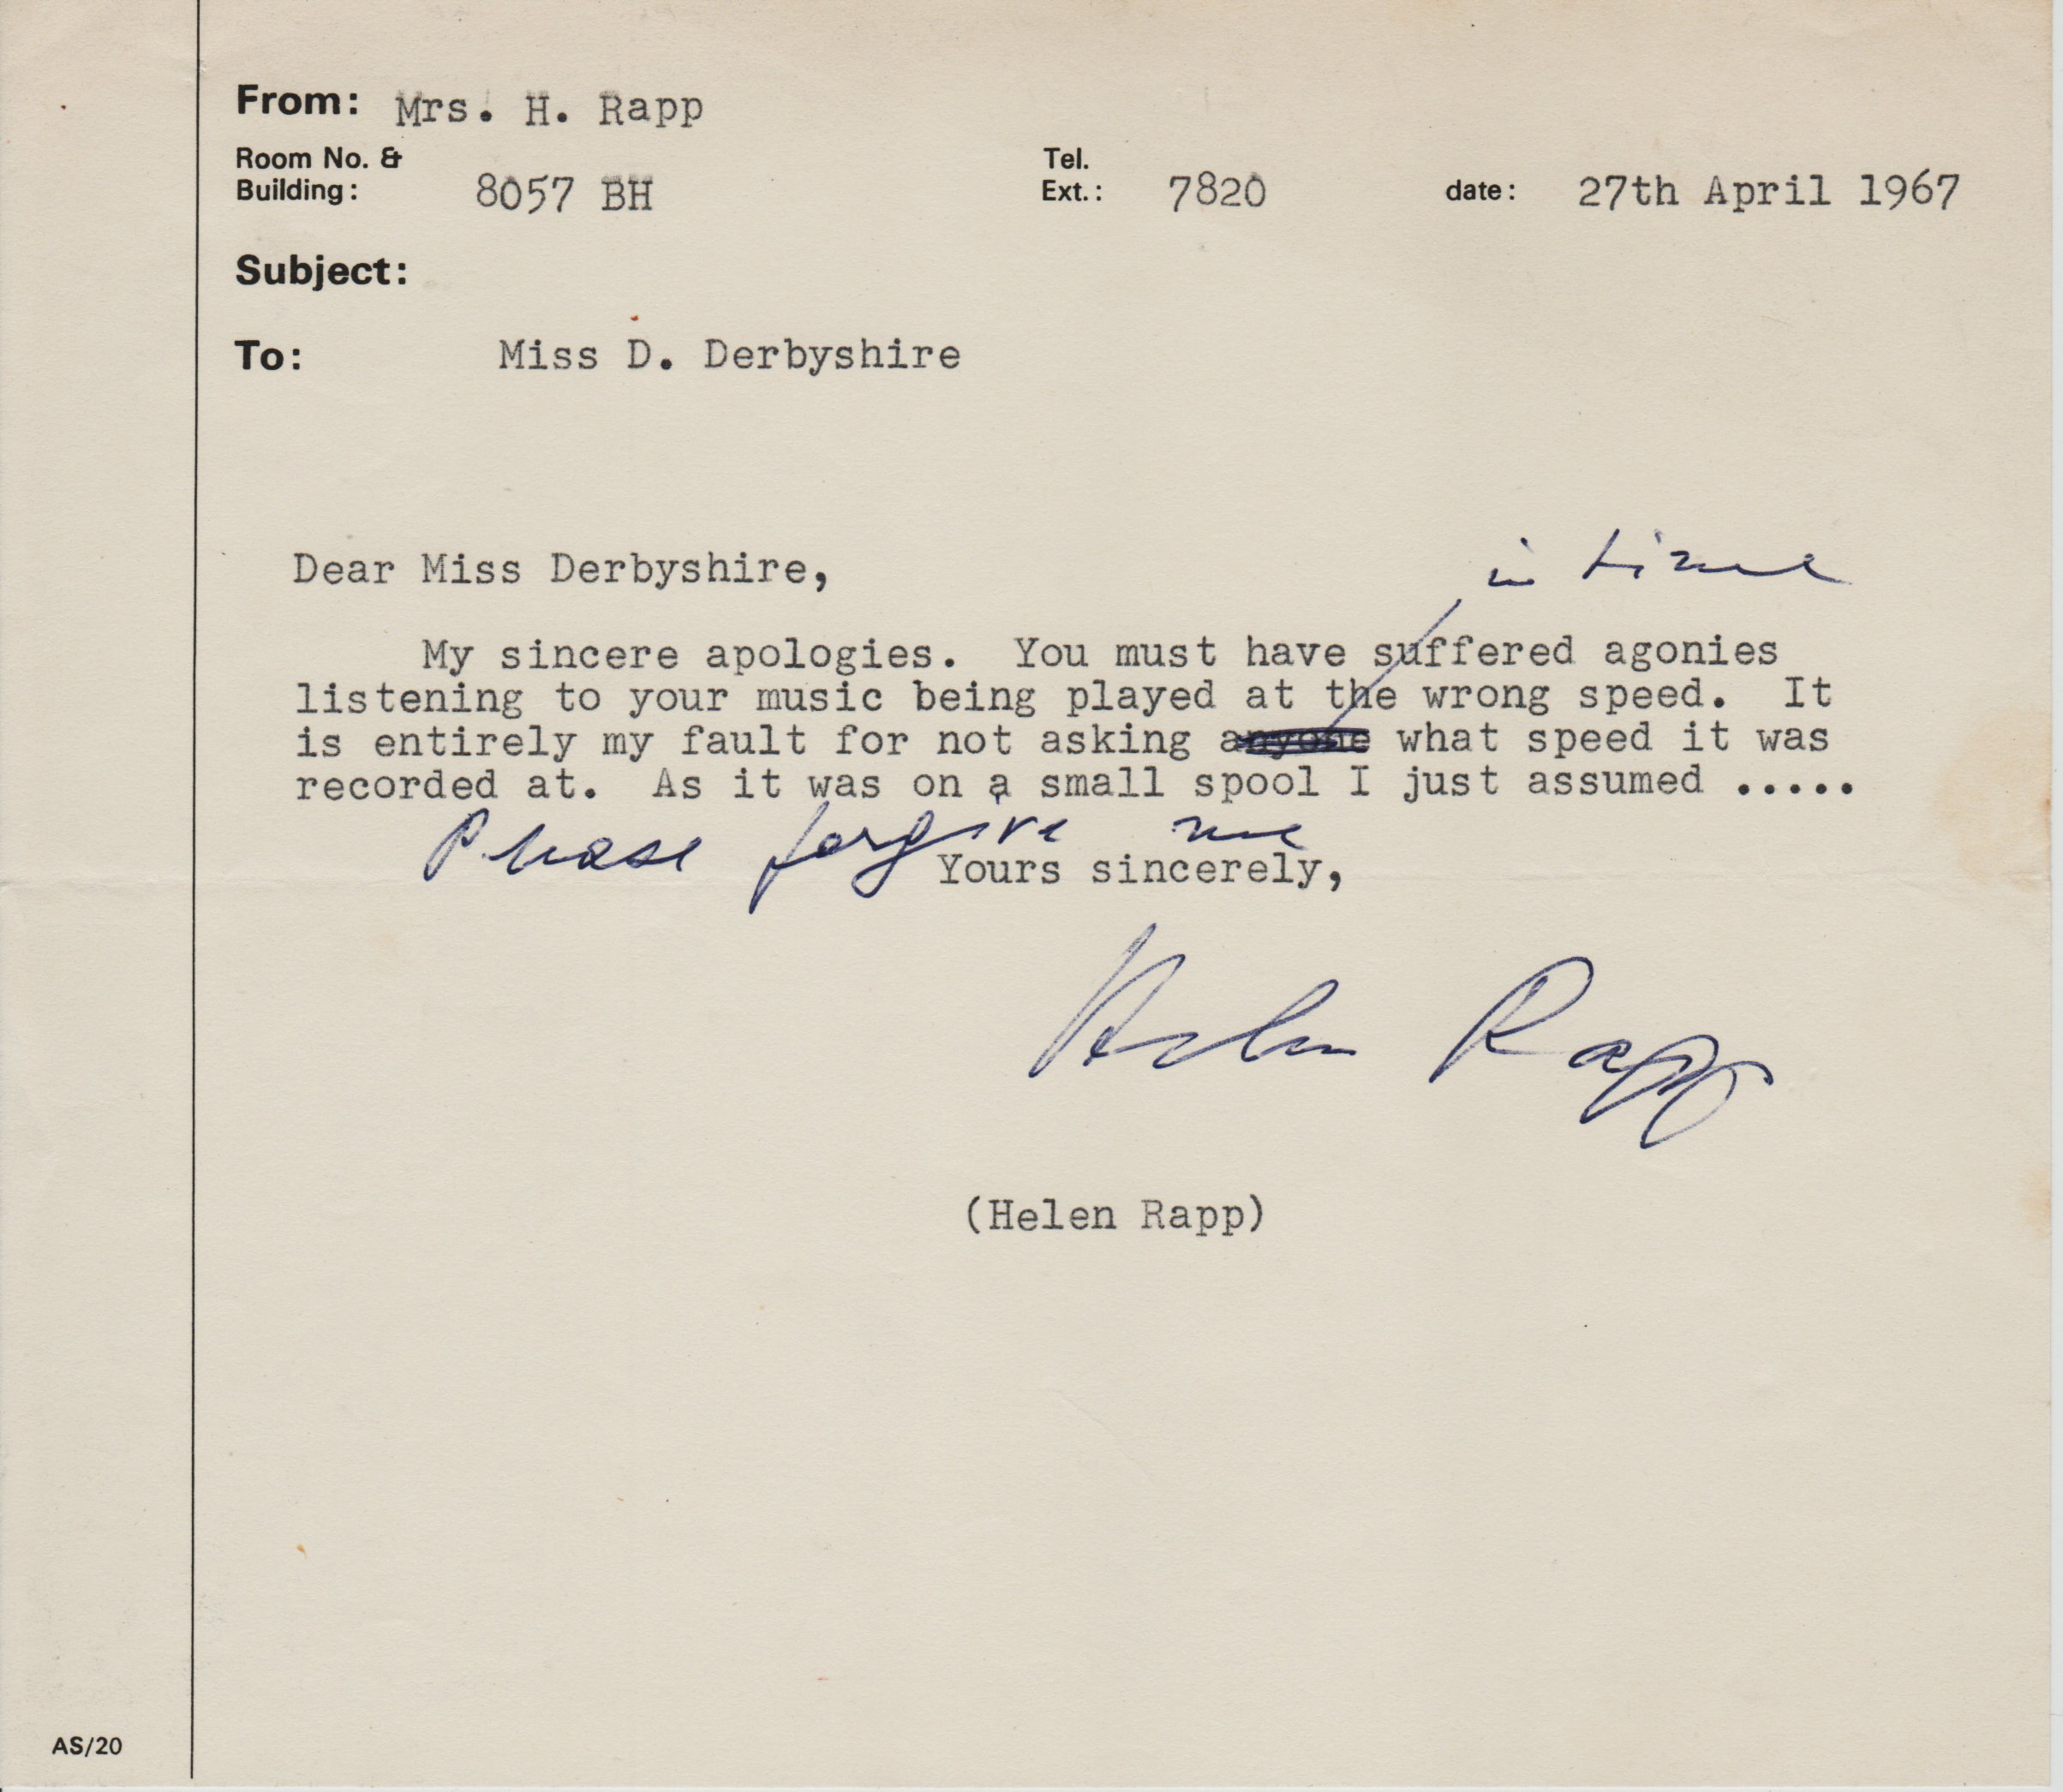 From: Mrs. H. Rapp
Room No. &
Building: 8057 BH
Tel.
Ext.: 7820
date: 27th April 1967
Subject:
To: Miss D. Derbyshire
Dear Miss Derbyshire,
in time
My sincere apologies. You must have suffered agonies
listening to your music being played at the wrong speed. It
is entirely my fault for not asking anyone what speed it was
recorded at. As it was on a small spool I just assumed .....
Please forgive me
Yours sincerely,
Helen Rapp
(Helen Rapp)
AS/20